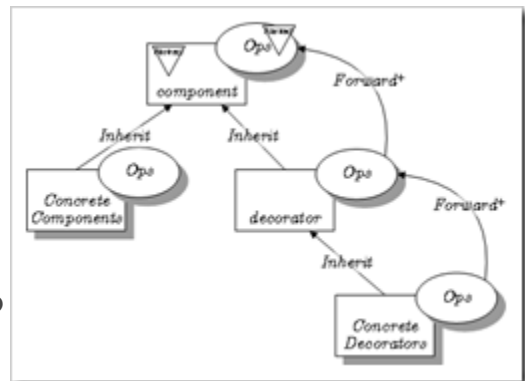 Ops
component
Forward+
Inherit
Inherit
Ops
Ops
Concrete
Components
decorator
Forward+
Inherit
Ops
Concrete
Decorators